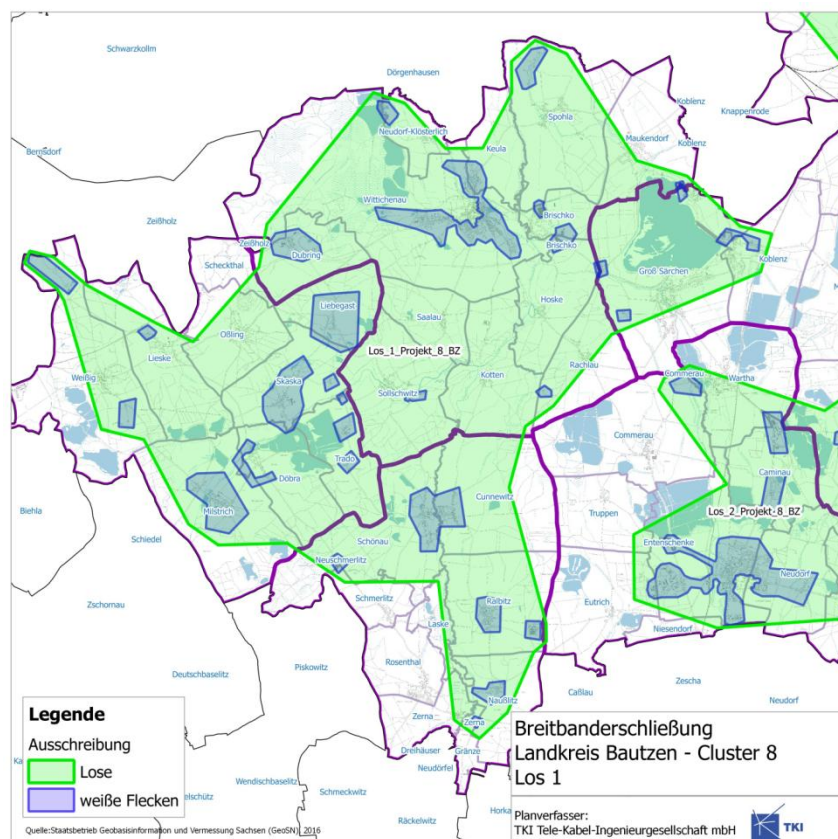 Schwarzkollm
Dörgenhausen
Koblenz
Knappenrode
Spohla
Neudorf-Klösterlich
Maukendorf
Koblenz
Keula
Bernsdorf
Wittichenau
Zeißholz
Brischko
Brischko
Zeißholz
Dubring
Scheckthal
Groß Särchen
Koblenz
Liebegast
Saalau
Hoske
Oßling
Lieske
Los_1_Projekt_8_BZ
Rachlau
Weißig
Skaska
Kotten
Commerau
Wartha
Sollschwitz
Commerau
Trado
Caminau
Döbra
Cunnewitz
Milstrich
Truppen
Los_2_Projekt-8_BZ
Biehla
Schiedel
Schönau
Entenschenke
Neuschmerlitz
Neudorf
Zschornau
Schmerlitz
Ralbitz
Eutrich
Laske
Niesendorf
Rosenthal
Deutschbaselitz
Piskowitz
Zescha
Naußlitz
Caßlau
Neudorf
Zerna
Zerna
Dreihäuser
Gränze
Neudörfel
Wendischbaselitz
Schmeckwitz
Räckelwitz
Legende
Ausschreibung
Lose
weiße Flecken
Quelle:Staatsbetrieb Geobasisinformation und Vermessung Sachsen (GeoSN), 2016
Breitbanderschließung
Landkreis Bautzen - Cluster 8
Los 1
Planverfasser:
TKI Tele-Kabel-Ingenieurgesellschaft mbH
TKI